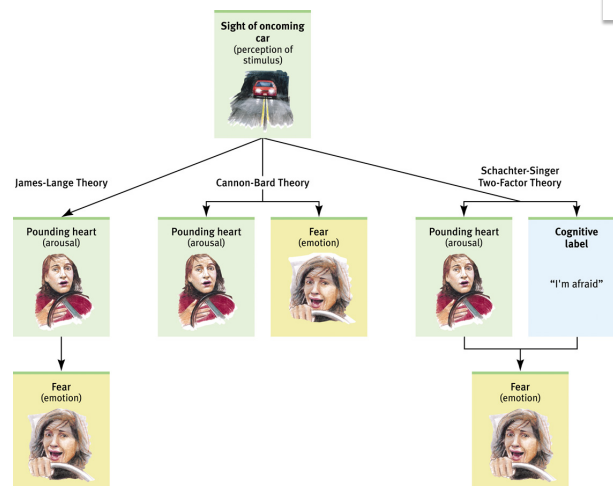 Sight of oncoming
car
(perception of
stimulus)
James-Lange Theory
Cannon-Bard Theory
Schachter-Singer
Two-Factor Theory
Pounding heart
(arousal)
Pounding heart
(arousal)
Fear
(emotion)
Pounding heart
(arousal)
Cognitive
label
"I'm afraid"
Fear
(emotion)
Fear
(emotion)